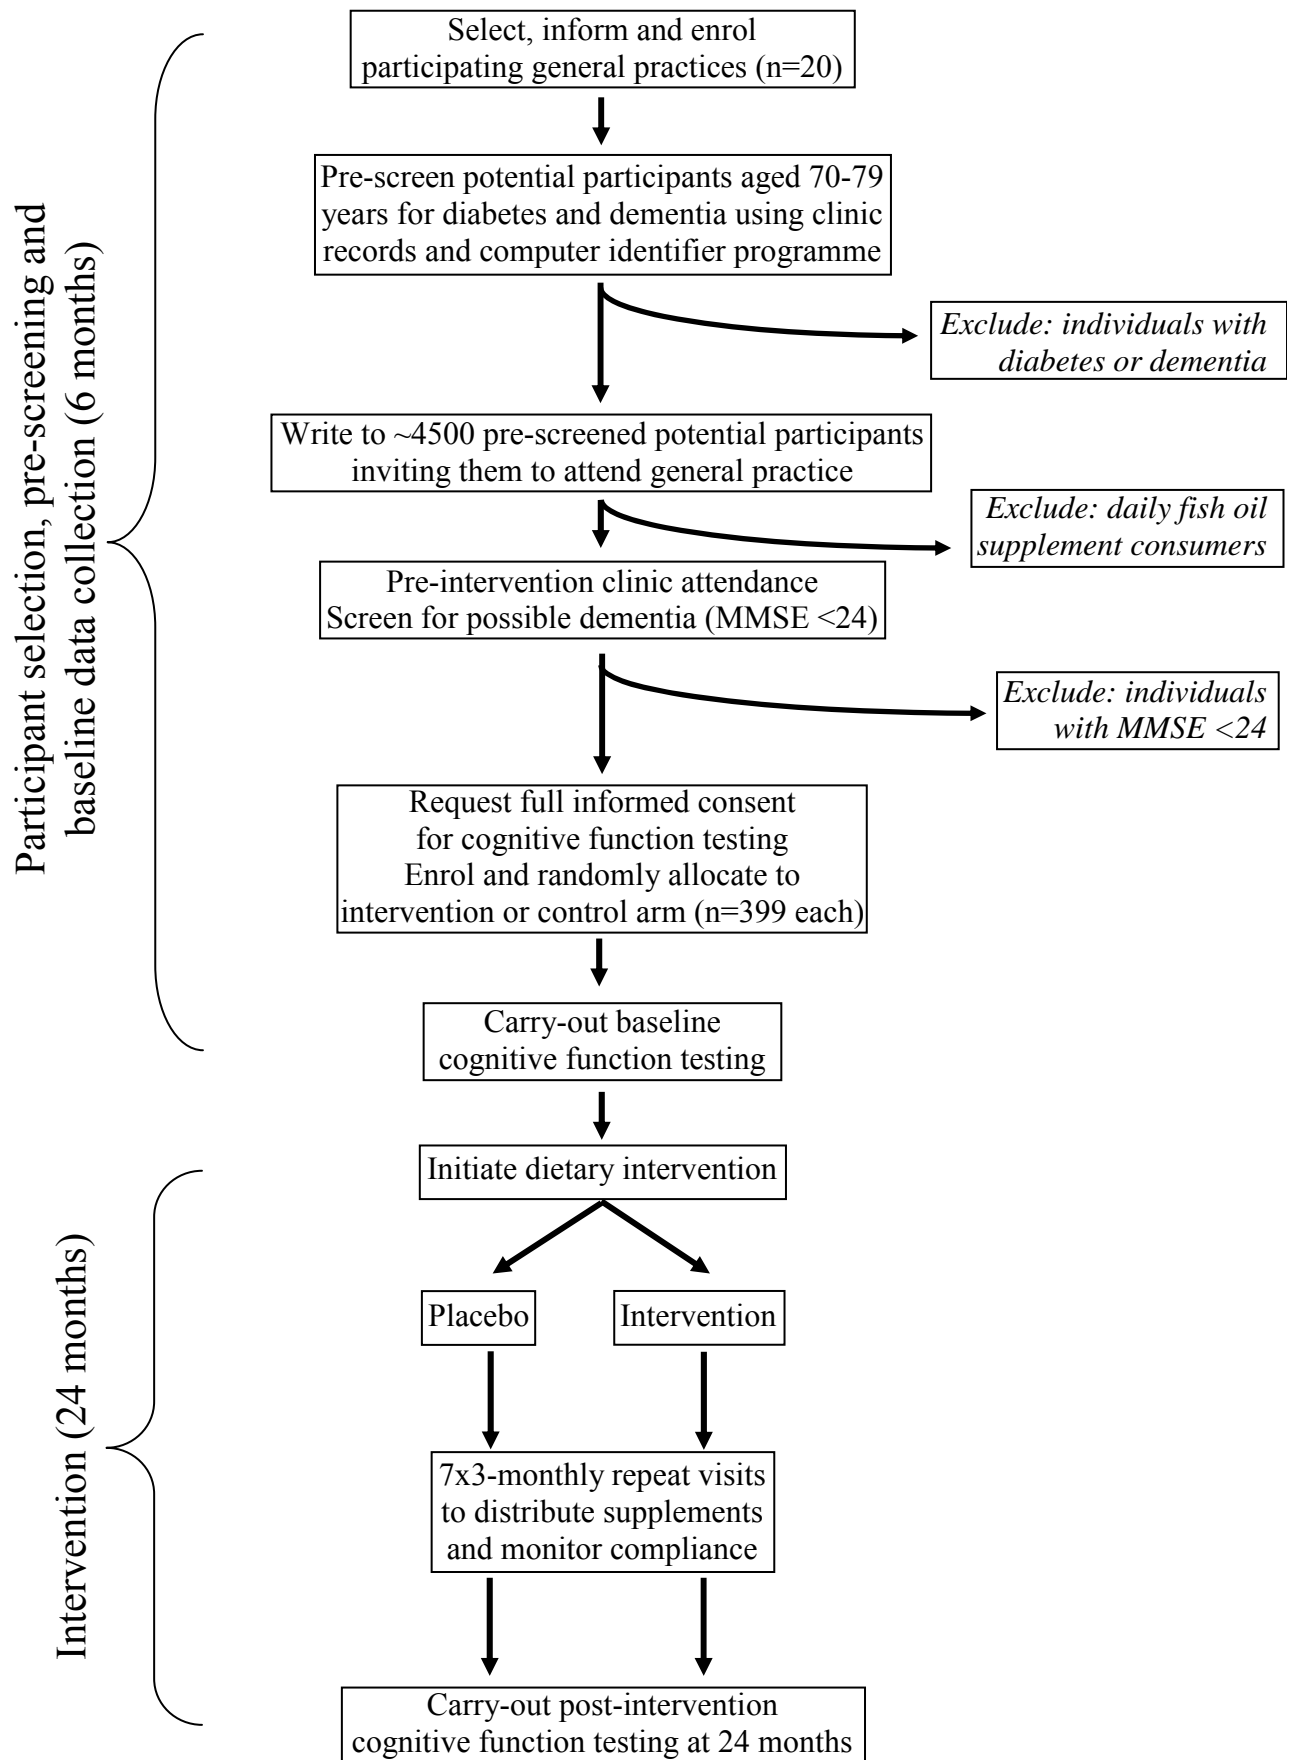 Participant selection, pre-screening and
baseline data collection (6 months)
Select, inform and enrol
participating general practices (n=20)
Pre-screen potential participants aged 70-79
years for diabetes and dementia using clinic
records and computer identifier programme
Exclude: individuals with
diabetes or dementia
Write to ~4500 pre-screened potential participants
inviting them to attend general practice
Exclude: daily fish oil
supplement consumers
Pre-intervention clinic attendance
Screen for possible dementia (MMSE <24)
Exclude: individuals
with MMSE <24
Request full informed consent
for cognitive function testing
Enrol and randomly allocate to
intervention or control arm (n=399 each)
Carry-out baseline
cognitive function testing
Intervention (24 months)
Initiate dietary intervention
Placebo
Intervention
7x3-monthly repeat visits
to distribute supplements
and monitor compliance
Carry-out post-intervention
cognitive function testing at 24 months